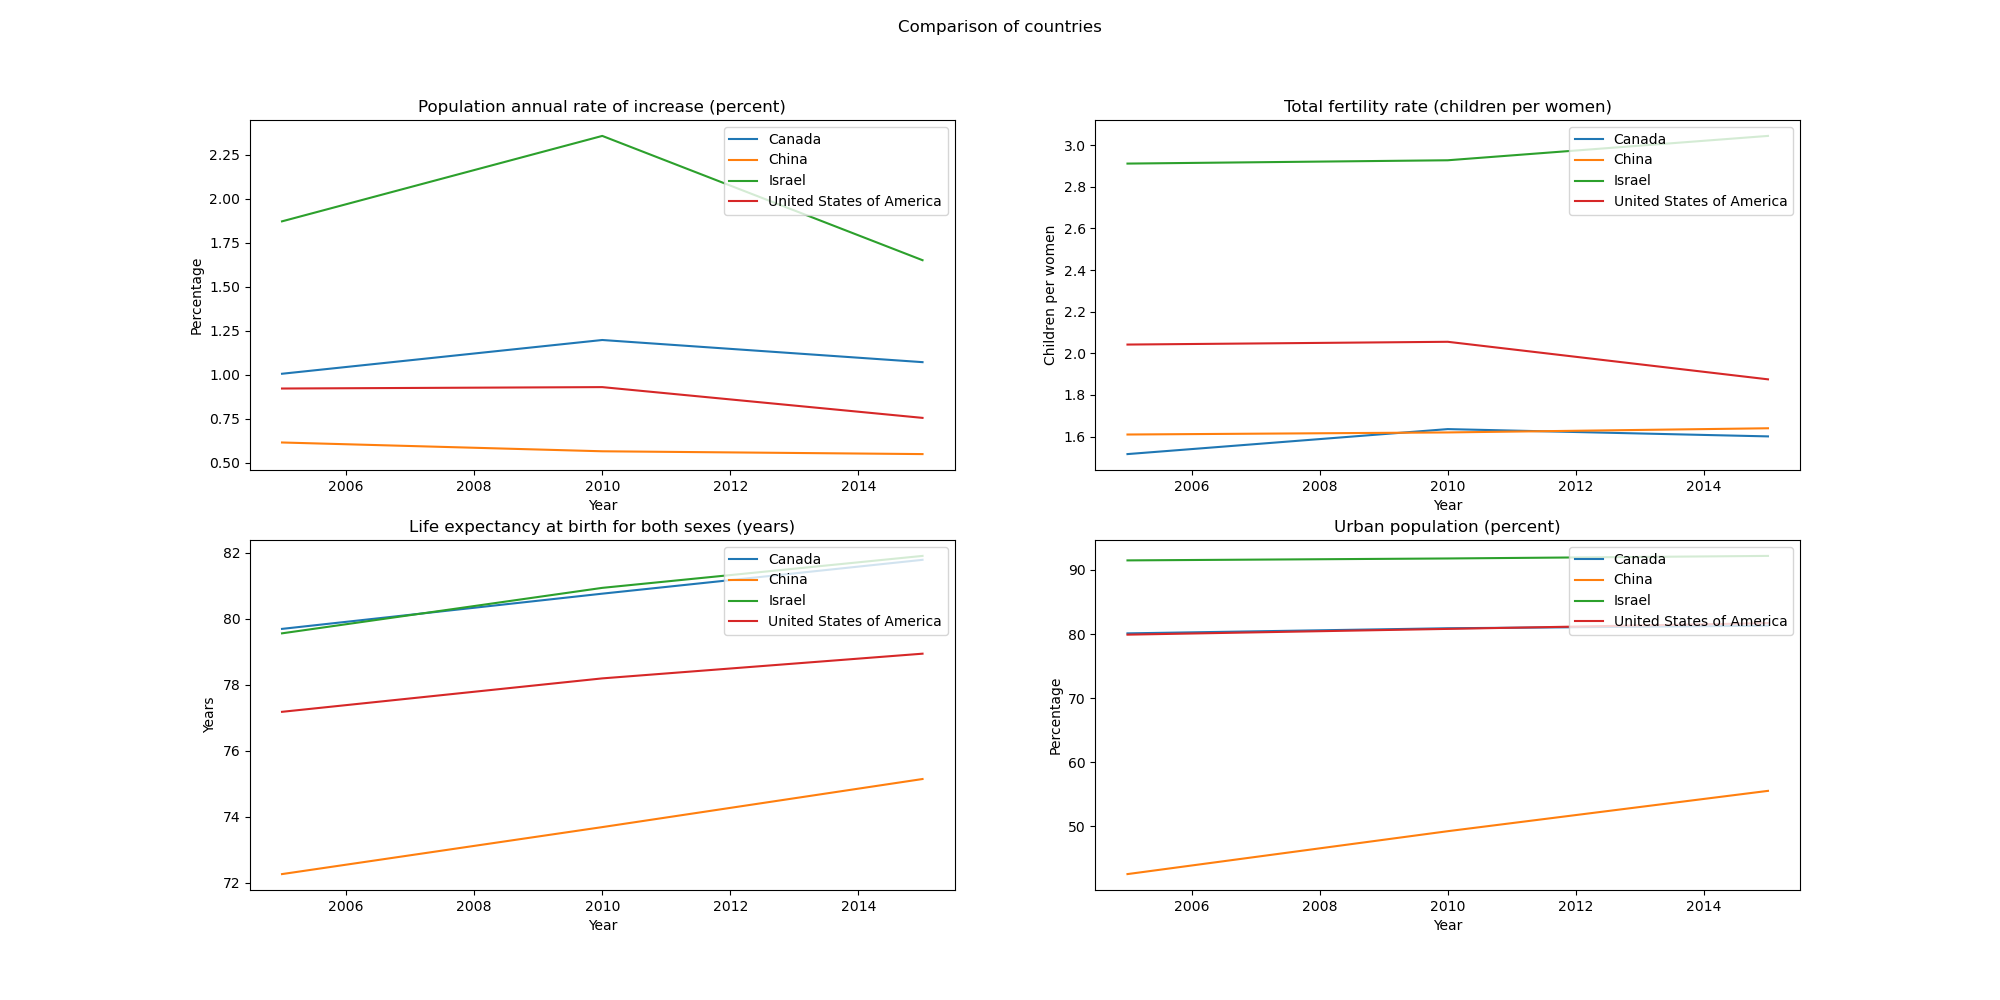 Comparison of countries
Population annual rate of increase (percent)
2.25
2.00
1.75
1.50
1.25
1.00
0.75
0.50
Percentage
Canada
China
Israel
United States of America
2006 2008 2010 2012 2014
Year
Total fertility rate (children per women)
3.0
2.8
2.6
2.4
2.2
2.0
1.8
1.6
Children per women
Canada
China
Israel
United States of America
2006 2008 2010 2012 2014
Year
Life expectancy at birth for both sexes (years)
82
80
78
76
74
72
Years
Canada
China
Israel
United States of America
2006 2008 2010 2012 2014
Year
Urban population (percent)
90
80
70
60
50
Percentage
Canada
China
Israel
United States of America
2006 2008 2010 2012 2014
Year